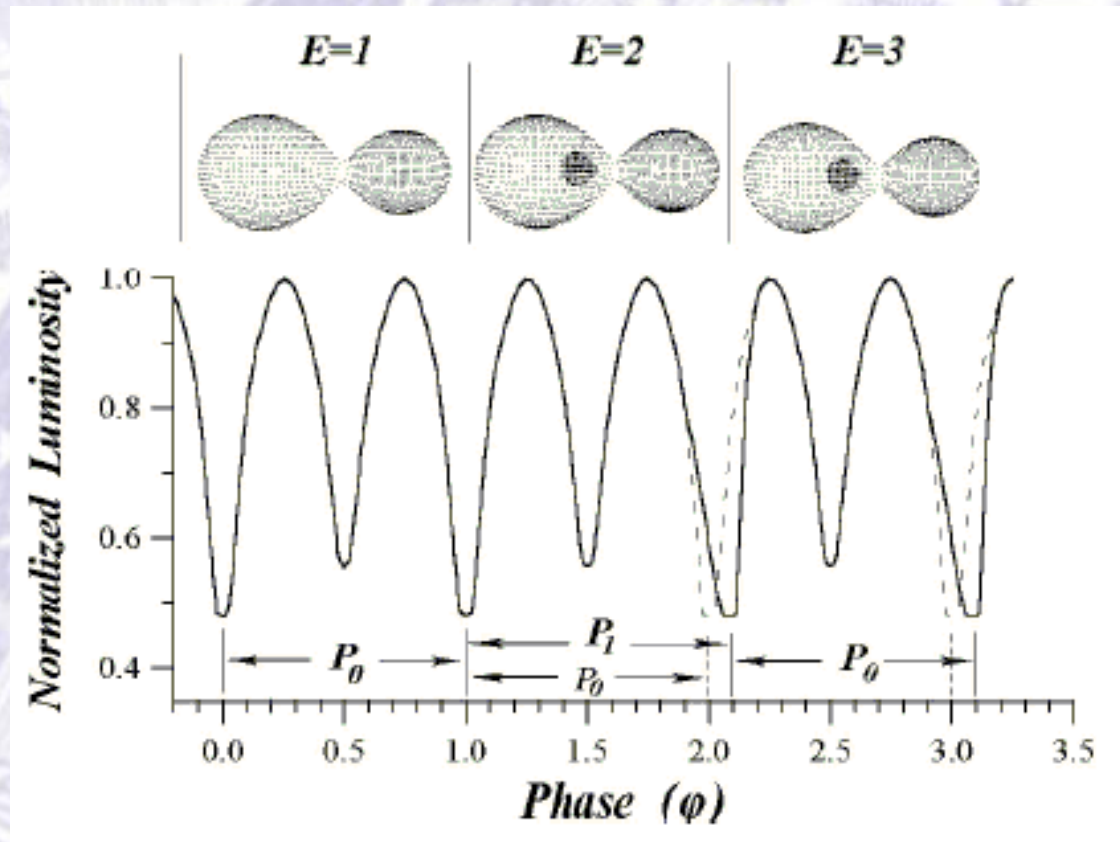 E=1 E=2 E=3
1.0
0.8
0.6
0.4
Normalized Luminosity
P₀ P₁ P₀
P₀
0.0 0.5 1.0 1.5 2.0 2.5 3.0 3.5
Phase (φ)